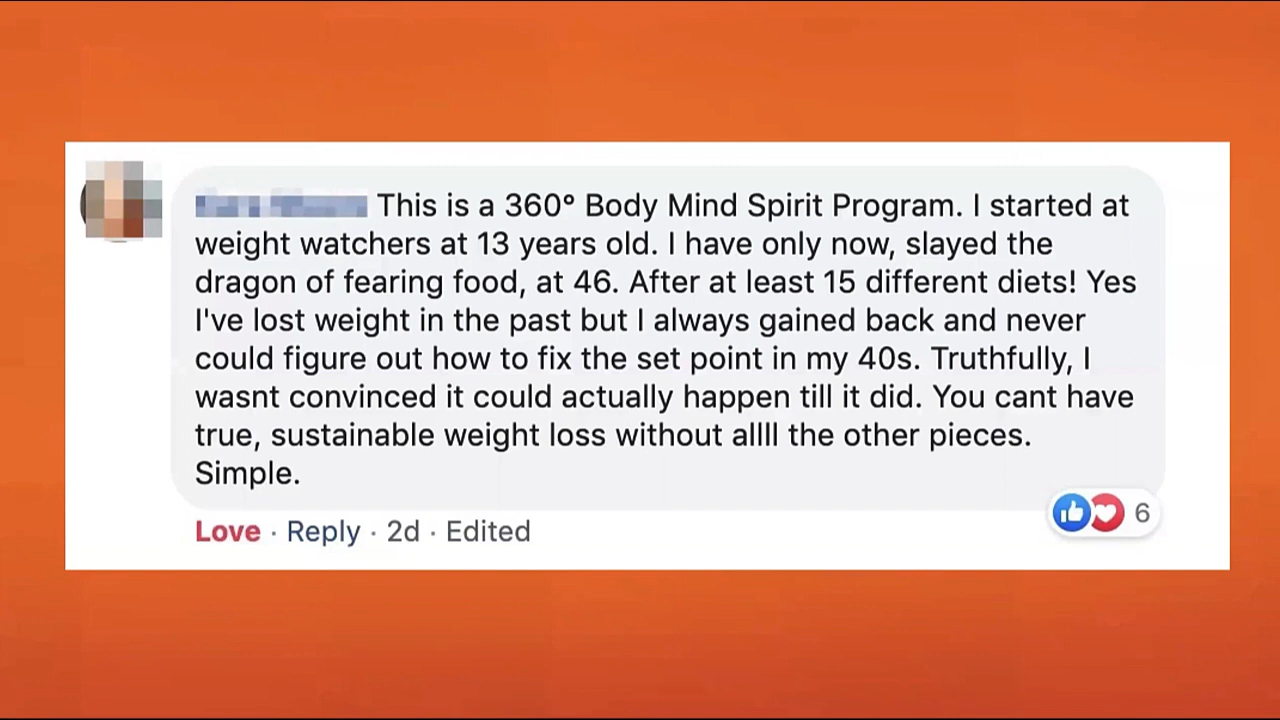 This is a 360° Body Mind Spirit Program. I started at
weight watchers at 13 years old. I have only now, slayed the
dragon of fearing food, at 46. After at least 15 different diets! Yes
I've lost weight in the past but I always gained back and never
could figure out how to fix the set point in my 40s. Truthfully, I
wasnt convinced it could actually happen till it did. You cant have
true, sustainable weight loss without allll the other pieces.
Simple.
Love · Reply · 2d · Edited
6